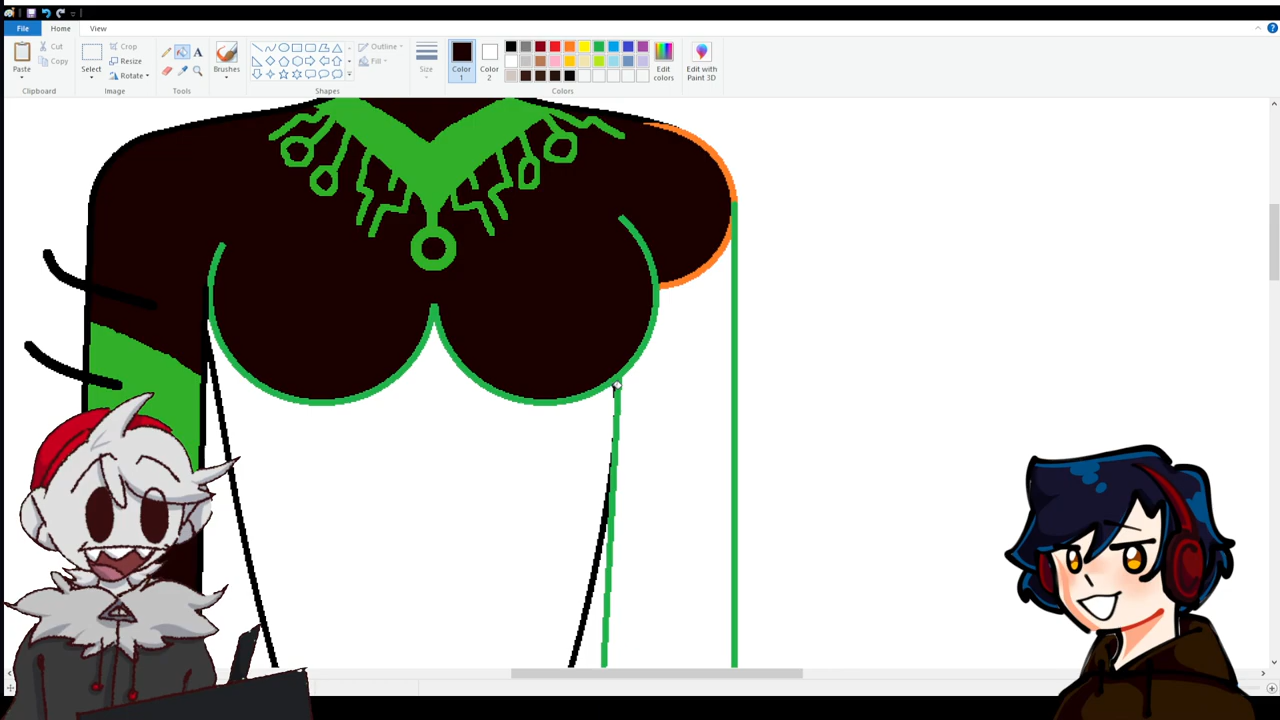 File Home View
Paste Cut Copy Clipboard
Select Crop Resize Rotate Image
A Tools
Brushes
Outline Fill Shapes
Size
Color 1 Color 2 Edit colors Colors
Edit with Paint 3D